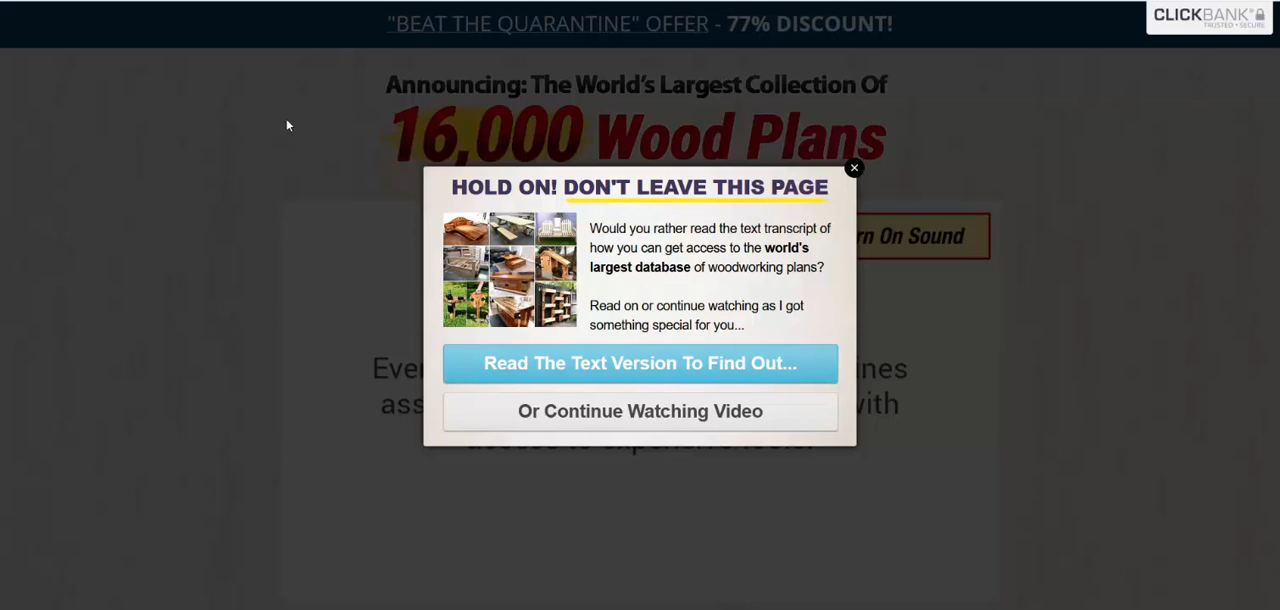 "BEAT THE QUARANTINE" OFFER - 77% DISCOUNT!
CLICKBANK®
TRUSTED • SECURE
Announcing: The World's Largest Collection Of
16,000 Wood Plans
HOLD ON! DON'T LEAVE THIS PAGE
Would you rather read the text transcript of
how you can get access to the world's
largest database of woodworking plans?
On Sound
Read on or continue watching as I got
something special for you...
Read The Text Version To Find Out...
Or Continue Watching Video